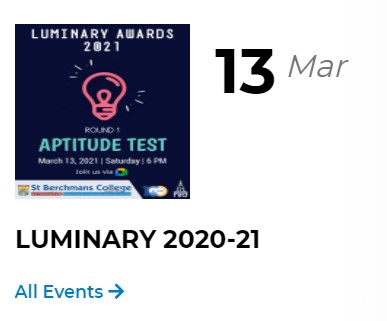 LUMINARY AWARDS
2021
ROUND 1
APTITUDE TEST
March 13, 2021 | Saturday | 6 PM
Join us via
St Berchmans College
13 Mar
LUMINARY 2020-21
All Events →